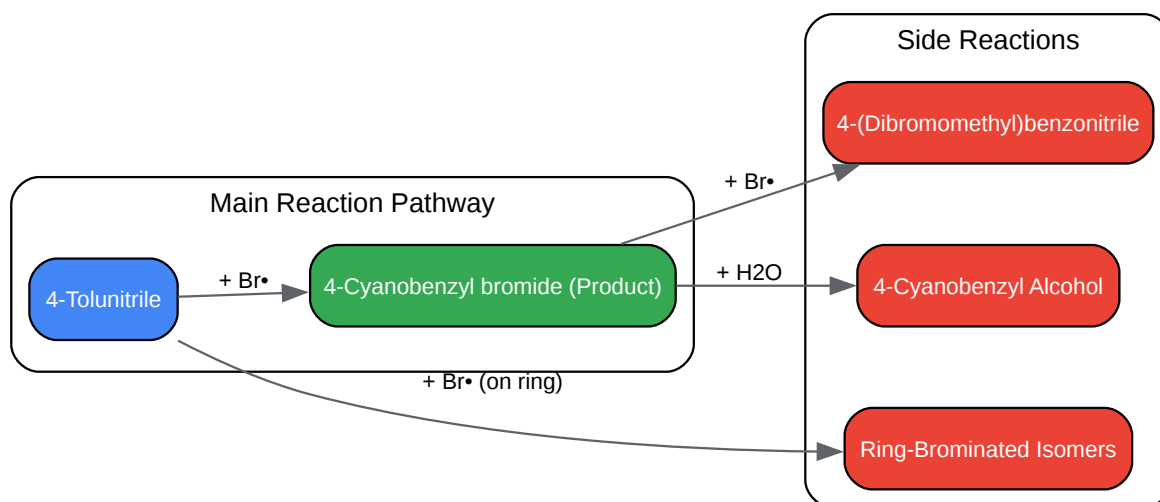 Side Reactions
4-(Dibromomethyl)benzonitrile
+ Br•
Main Reaction Pathway
4-Tolunitrile
+ Br•
4-Cyanobenzyl bromide (Product)
+ H2O
4-Cyanobenzyl Alcohol
+ Br• (on ring)
Ring-Brominated Isomers